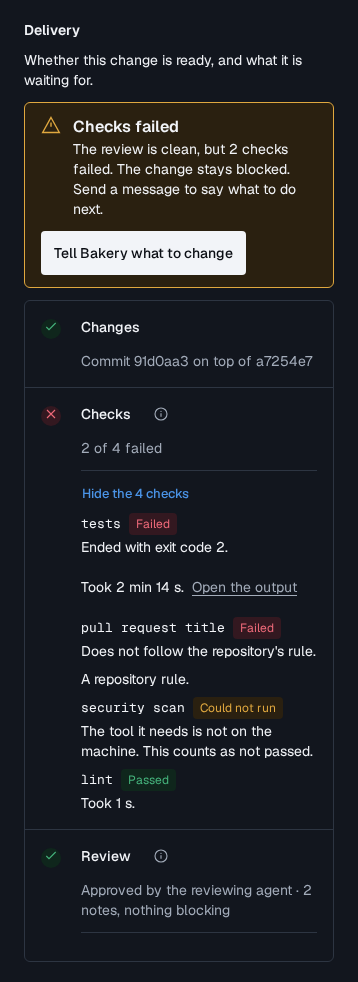 Delivery
Whether this change is ready, and what it is
waiting for.
Checks failed
The review is clean, but 2 checks
failed. The change stays blocked.
Send a message to say what to do
next.
Tell Bakery what to change
Changes
Commit 91d0aa3 on top of a7254e7
Checks
2 of 4 failed
Hide the 4 checks
tests Failed
Ended with exit code 2.
Took 2 min 14 s. Open the output
pull request title Failed
Does not follow the repository's rule.
A repository rule.
security scan Could not run
The tool it needs is not on the
machine. This counts as not passed.
lint Passed
Took 1 s.
Review
Approved by the reviewing agent · 2
notes, nothing blocking